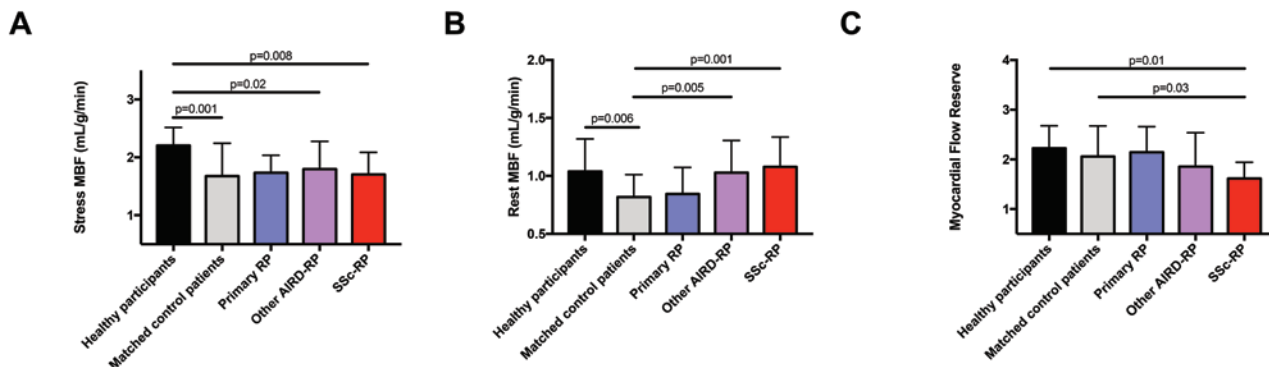 A
Stress MBF (mL/g/min)
3
2
1
p=0.008
p=0.02
p=0.001
Healthy participants
Matched control patients
Primary RP
Other AIRD-RP
SSc-RP
B
Rest MBF (mL/g/min)
2.0
1.5
1.0
0.5
p=0.001
p=0.005
p=0.006
Healthy participants
Matched control patients
Primary RP
Other AIRD-RP
SSc-RP
C
Myocardial Flow Reserve
4
3
2
1
p=0.01
p=0.03
Healthy participants
Matched control patients
Primary RP
Other AIRD-RP
SSc-RP